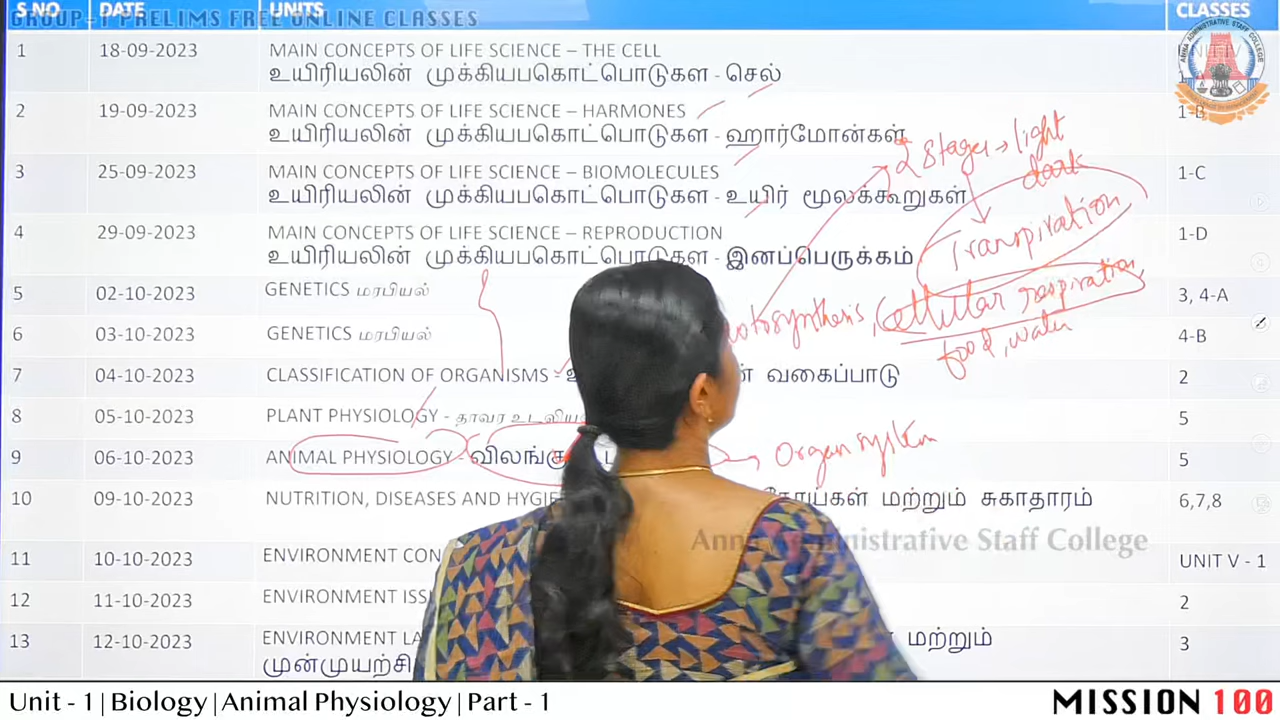 GROUP-1 PRELIMS FREE ONLINE CLASSES
S NO DATE UNITS CLASSES
ANNA ADMINISTRATIVE STAFF COLLEGE
1 18-09-2023 MAIN CONCEPTS OF LIFE SCIENCE – THE CELL
உயிரியலின் முக்கியபகொட்பொடுகள - செல்
2 19-09-2023 MAIN CONCEPTS OF LIFE SCIENCE – HARMONES 1-B
உயிரியலின் முக்கியபகொட்பொடுகள - ஹார்மோன்கள்
2 Stages → light
dark
3 25-09-2023 MAIN CONCEPTS OF LIFE SCIENCE – BIOMOLECULES 1-C
உயிரியலின் முக்கியபகொட்பொடுகள - உயிர் மூலக்கூறுகள்
4 29-09-2023 MAIN CONCEPTS OF LIFE SCIENCE – REPRODUCTION 1-D
உயிரியலின் முக்கியபகொட்பொடுகள - இனப்பெருக்கம்
Transpiration
5 02-10-2023 GENETICS மரபியல் 3, 4-A
6 03-10-2023 GENETICS மரபியல் 4-B
otosynthesis, Cellular respiration
food, water
7 04-10-2023 CLASSIFICATION OF ORGANISMS - வகைப்பாடு 2
8 05-10-2023 PLANT PHYSIOLOGY - தாவர உடலிய 5
9 06-10-2023 ANIMAL PHYSIOLOGY - விலங்கு 5
→ Organ system
10 09-10-2023 NUTRITION, DISEASES AND HYGIE நோய்கள் மற்றும் சுகாதாரம் 6,7,8
Anna Administrative Staff College
11 10-10-2023 ENVIRONMENT CON UNIT V - 1
12 11-10-2023 ENVIRONMENT ISS 2
13 12-10-2023 ENVIRONMENT LA மற்றும் 3
முன்முயற்சி
Unit - 1 | Biology | Animal Physiology | Part - 1 MISSION 100